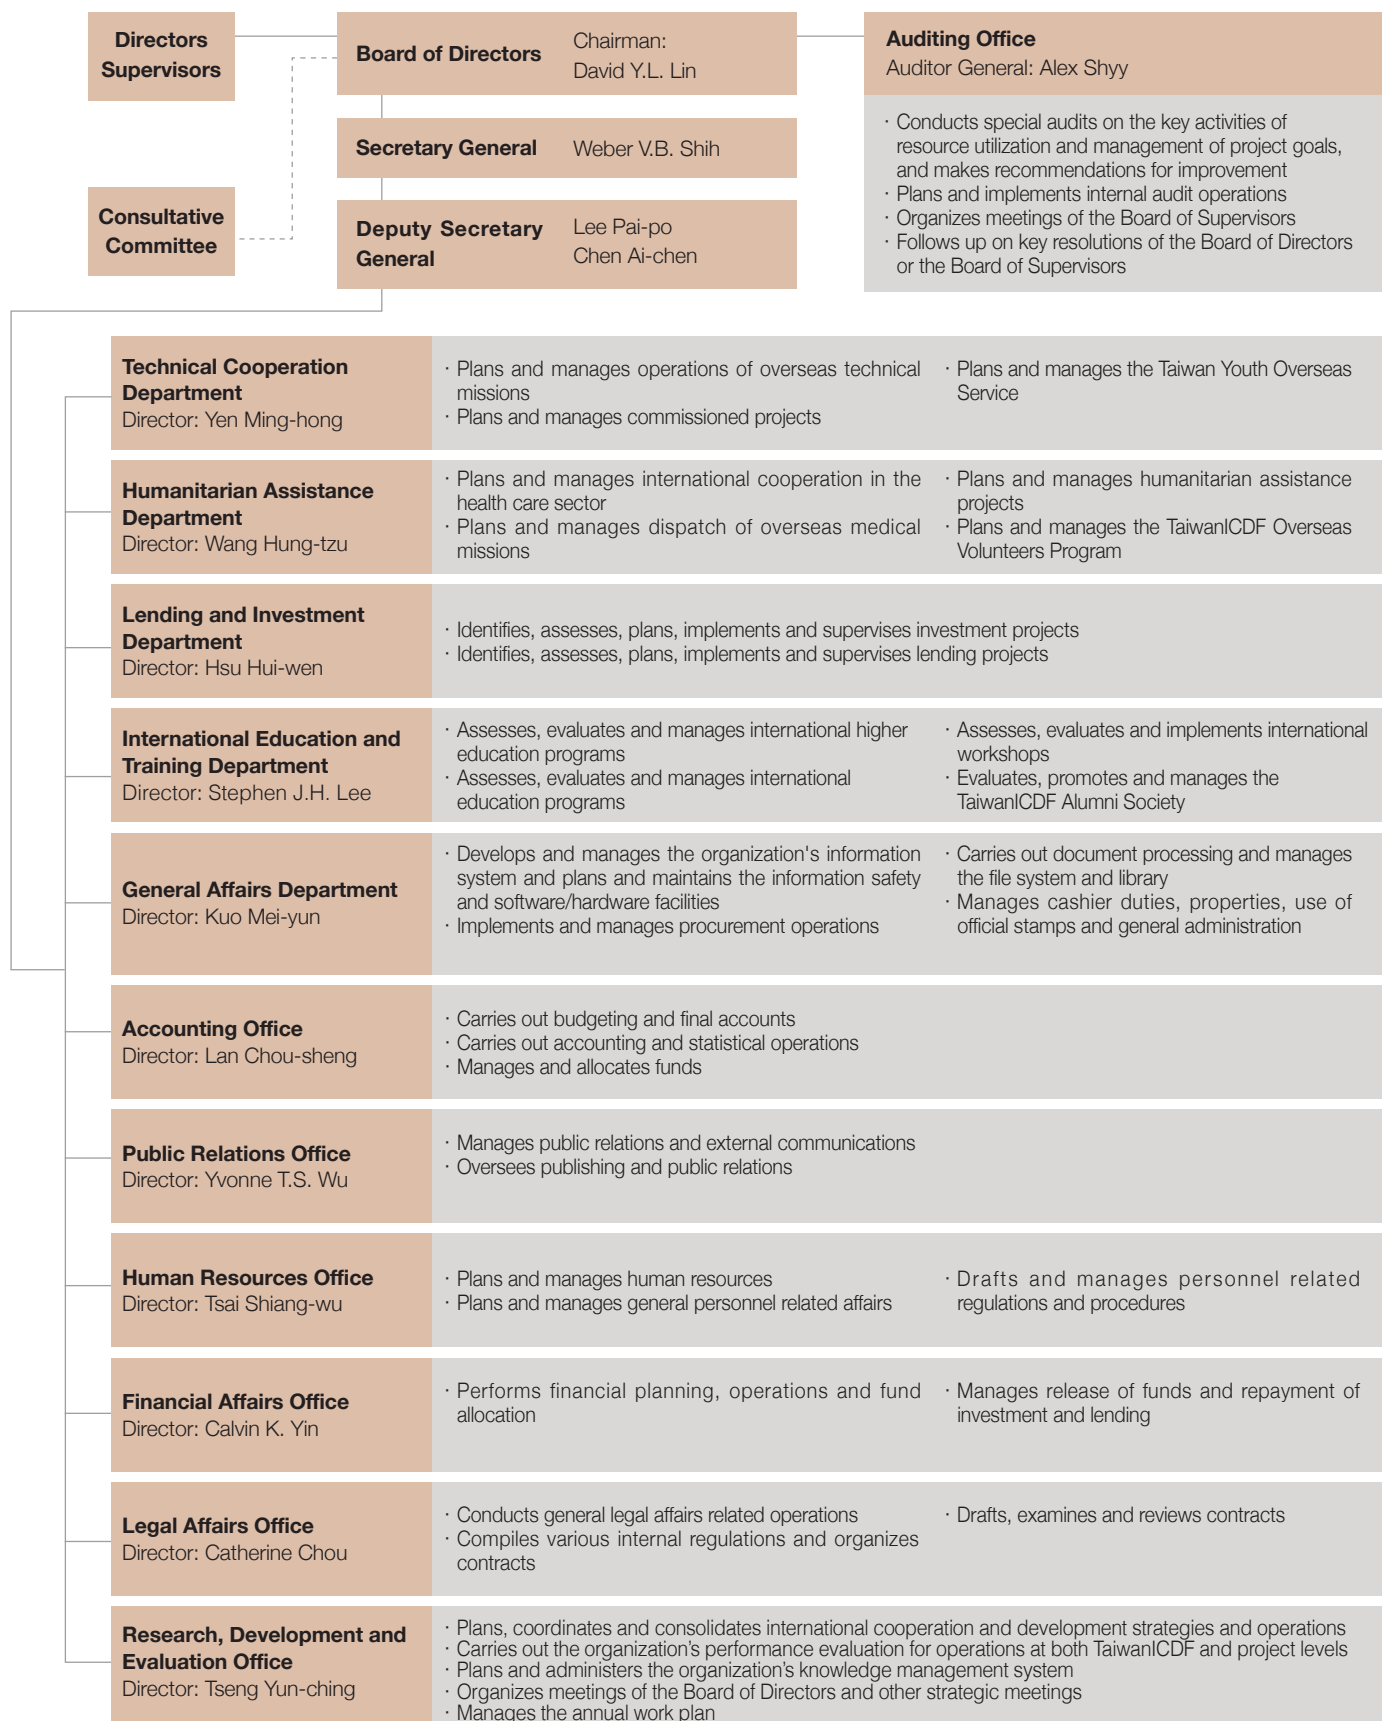 Directors
Supervisors
Board of Directors
Chairman:
David Y.L. Lin
Auditing Office
Auditor General: Alex Shyy
· Conducts special audits on the key activities of
resource utilization and management of project goals,
and makes recommendations for improvement
· Plans and implements internal audit operations
· Organizes meetings of the Board of Supervisors
· Follows up on key resolutions of the Board of Directors
or the Board of Supervisors
Secretary General
Weber V.B. Shih
Consultative
Committee
Deputy Secretary
General
Lee Pai-po
Chen Ai-chen
Technical Cooperation
Department
Director: Yen Ming-hong
· Plans and manages operations of overseas technical
missions
· Plans and manages commissioned projects
· Plans and manages the Taiwan Youth Overseas
Service
Humanitarian Assistance
Department
Director: Wang Hung-tzu
· Plans and manages international cooperation in the
health care sector
· Plans and manages dispatch of overseas medical
missions
· Plans and manages humanitarian assistance
projects
· Plans and manages the TaiwanICDF Overseas
Volunteers Program
Lending and Investment
Department
Director: Hsu Hui-wen
· Identifies, assesses, plans, implements and supervises investment projects
· Identifies, assesses, plans, implements and supervises lending projects
International Education and
Training Department
Director: Stephen J.H. Lee
· Assesses, evaluates and manages international higher
education programs
· Assesses, evaluates and manages international
education programs
· Assesses, evaluates and implements international
workshops
· Evaluates, promotes and manages the
TaiwanICDF Alumni Society
General Affairs Department
Director: Kuo Mei-yun
· Develops and manages the organization's information
system and plans and maintains the information safety
and software/hardware facilities
· Implements and manages procurement operations
· Carries out document processing and manages
the file system and library
· Manages cashier duties, properties, use of
official stamps and general administration
Accounting Office
Director: Lan Chou-sheng
· Carries out budgeting and final accounts
· Carries out accounting and statistical operations
· Manages and allocates funds
Public Relations Office
Director: Yvonne T.S. Wu
· Manages public relations and external communications
· Oversees publishing and public relations
Human Resources Office
Director: Tsai Shiang-wu
· Plans and manages human resources
· Plans and manages general personnel related affairs
· Drafts and manages personnel related
regulations and procedures
Financial Affairs Office
Director: Calvin K. Yin
· Performs financial planning, operations and fund
allocation
· Manages release of funds and repayment of
investment and lending
Legal Affairs Office
Director: Catherine Chou
· Conducts general legal affairs related operations
· Compiles various internal regulations and organizes
contracts
· Drafts, examines and reviews contracts
Research, Development and
Evaluation Office
Director: Tseng Yun-ching
· Plans, coordinates and consolidates international cooperation and development strategies and operations
· Carries out the organization’s performance evaluation for operations at both TaiwanICDF and project levels
· Plans and administers the organization’s knowledge management system
· Organizes meetings of the Board of Directors and other strategic meetings
· Manages the annual work plan